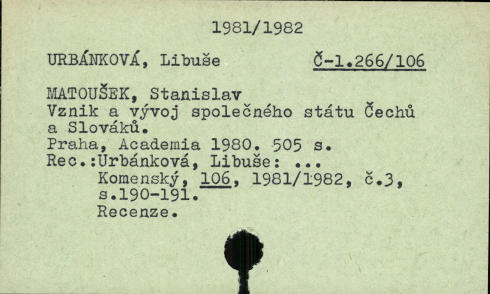 1981/1982
URBÁNKOVÁ, Libuše Č-1.266/106
MATOUŠEK, Stanislav
Vznik a vývoj společného státu Čechů
a Slováků.
Praha, Academia 1980. 505 s.
Rec.:Urbánková, Libuše: ...
Komenský, 106, 1981/1982, č.3,
s.190-191.
Recenze.